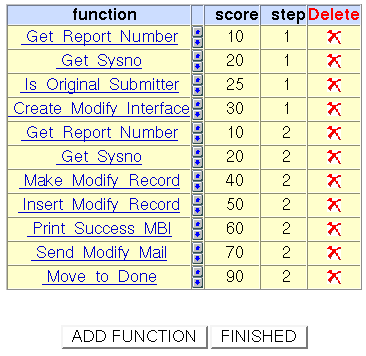 function score step Delete
Get Report Number 10 1
Get Sysno 20 1
Is Original Submitter 25 1
Create Modify Interface 30 1
Get Report Number 10 2
Get Sysno 20 2
Make Modify Record 40 2
Insert Modify Record 50 2
Print Success MBI 60 2
Send Modify Mail 70 2
Move to Done 90 2
ADD FUNCTION FINISHED